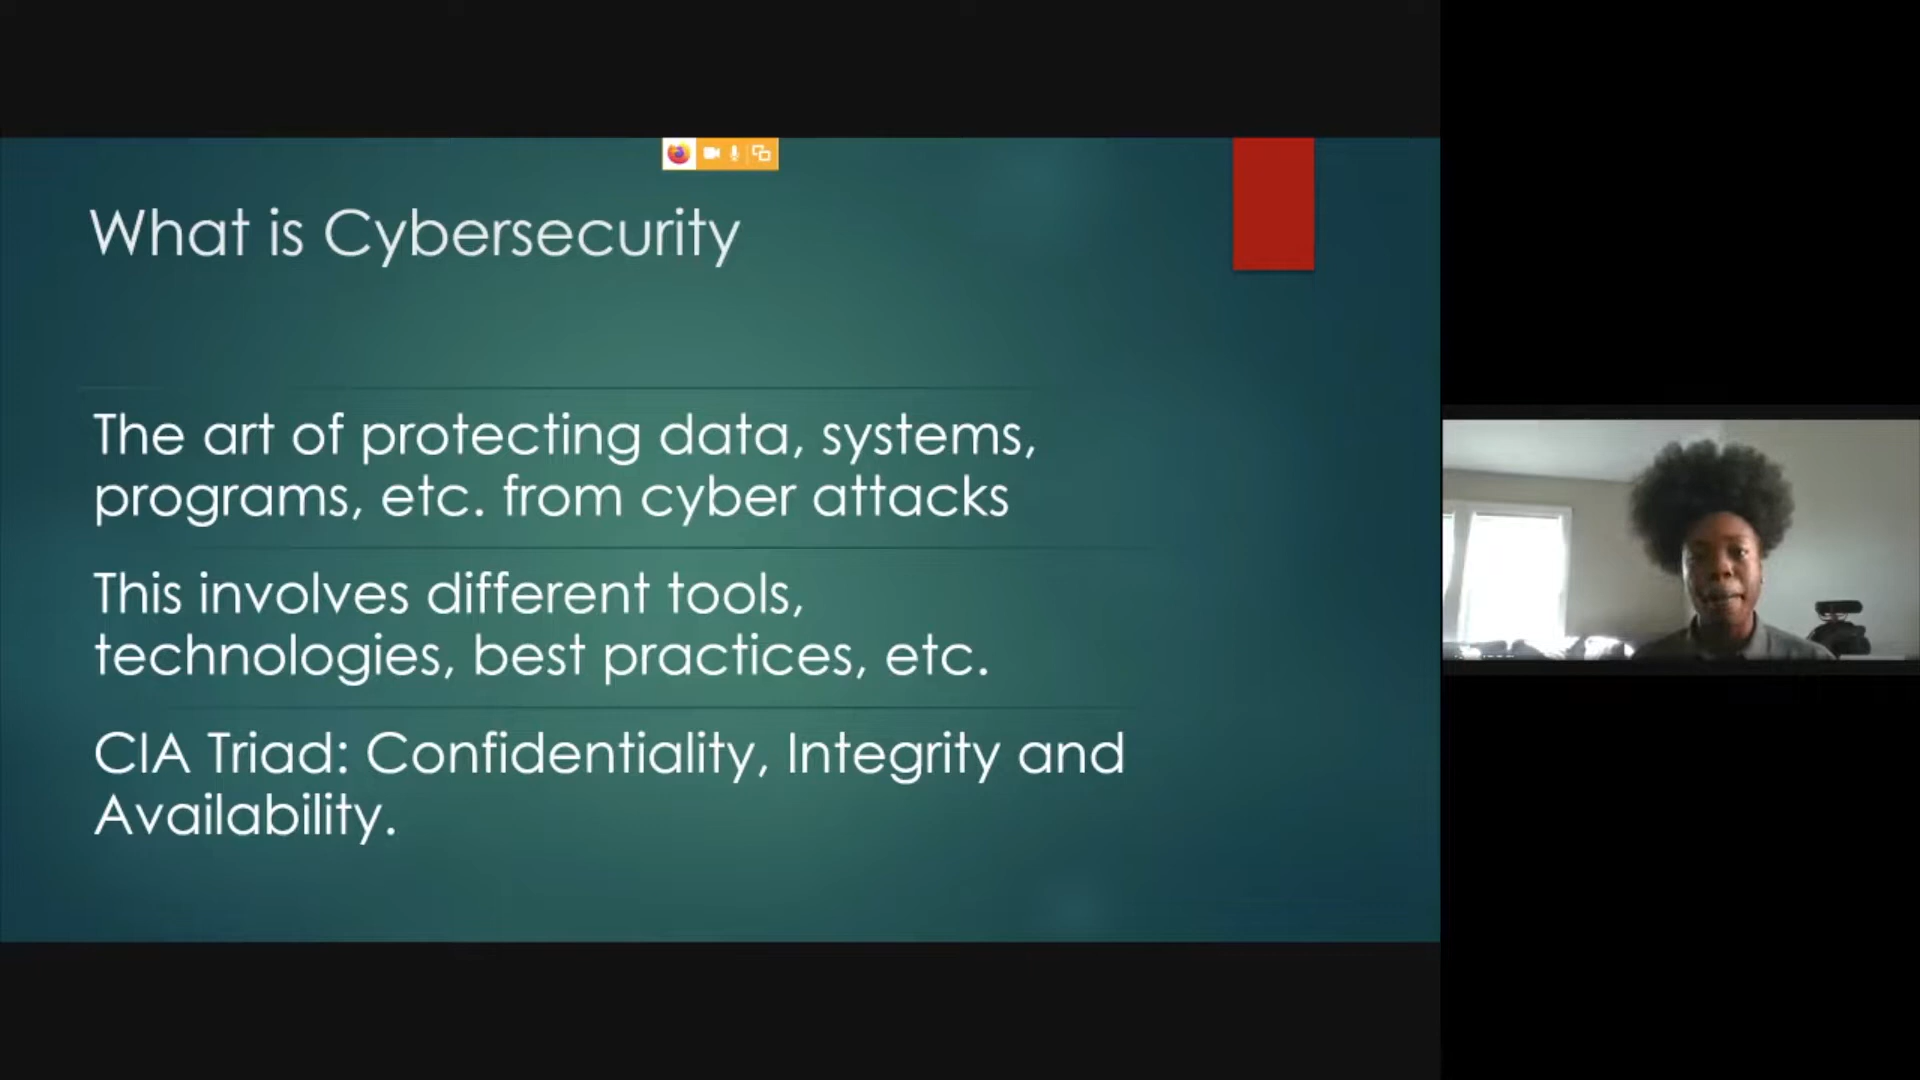 What is Cybersecurity
The art of protecting data, systems,
programs, etc. from cyber attacks
This involves different tools,
technologies, best practices, etc.
CIA Triad: Confidentiality, Integrity and
Availability.